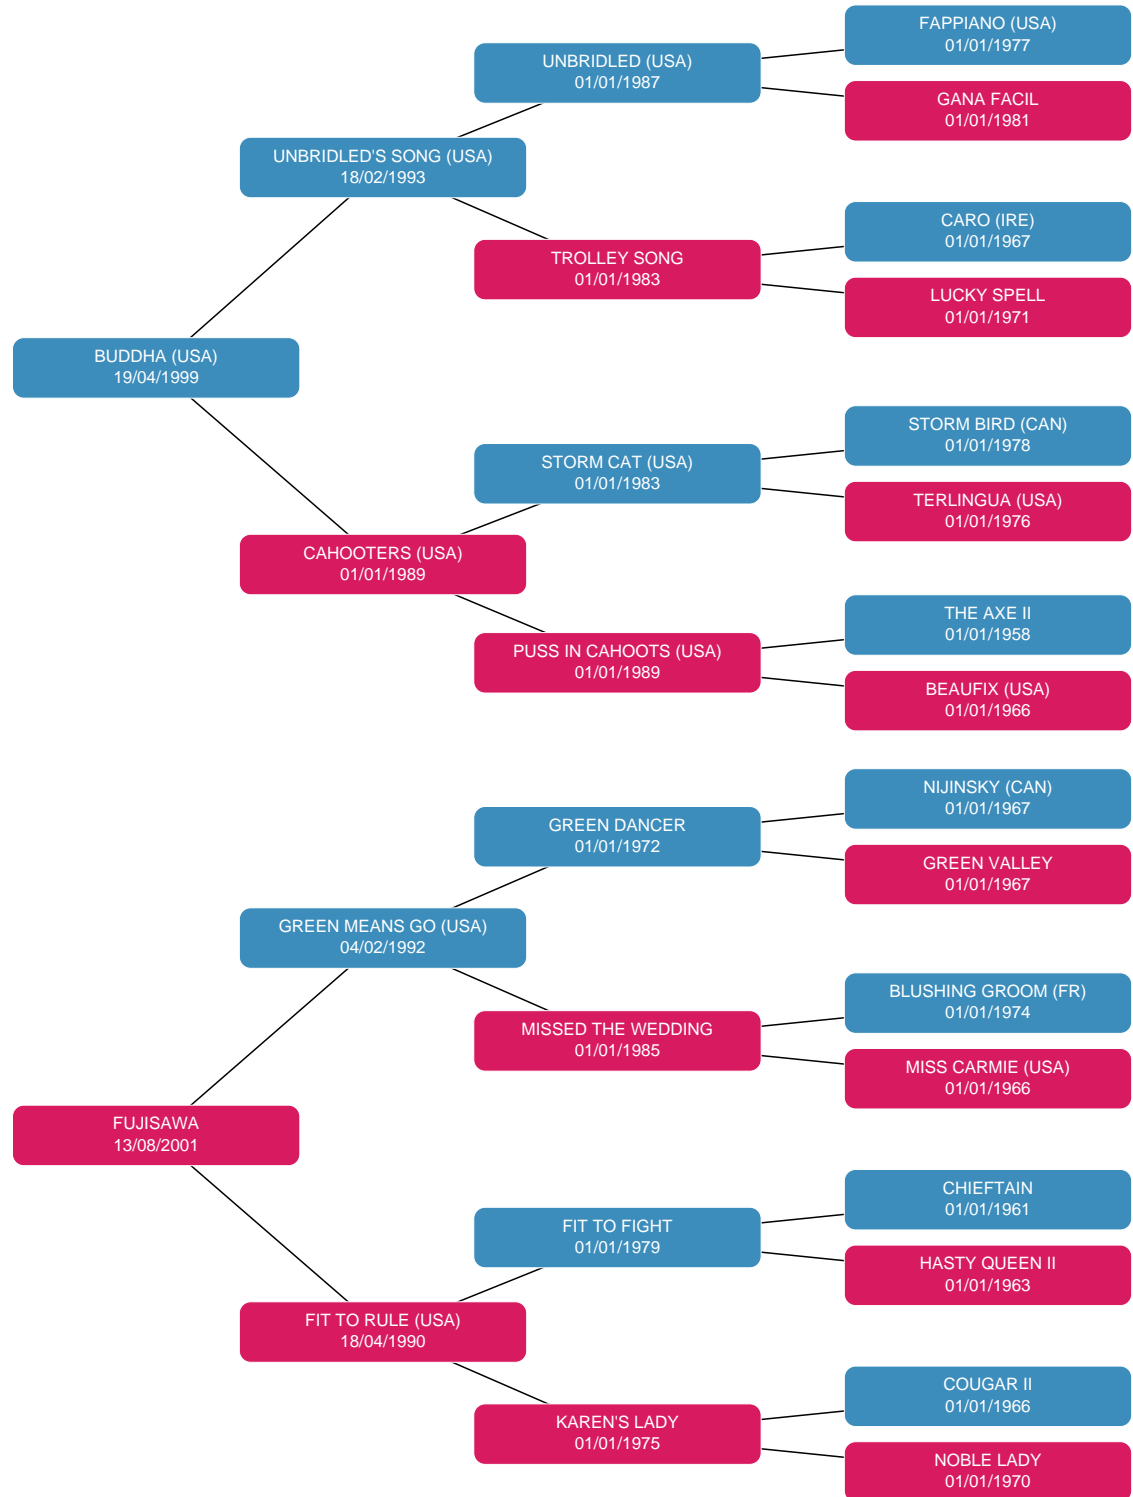 FAPPIANO (USA)
01/01/1977
UNBRIDLED (USA)
01/01/1987
GANA FACIL
01/01/1981
UNBRIDLED'S SONG (USA)
18/02/1993
CARO (IRE)
01/01/1967
TROLLEY SONG
01/01/1983
LUCKY SPELL
01/01/1971
BUDDHA (USA)
19/04/1999
STORM BIRD (CAN)
01/01/1978
STORM CAT (USA)
01/01/1983
TERLINGUA (USA)
01/01/1976
CAHOOTERS (USA)
01/01/1989
THE AXE II
01/01/1958
PUSS IN CAHOOTS (USA)
01/01/1989
BEAUFIX (USA)
01/01/1966
NIJINSKY (CAN)
01/01/1967
GREEN DANCER
01/01/1972
GREEN VALLEY
01/01/1967
GREEN MEANS GO (USA)
04/02/1992
BLUSHING GROOM (FR)
01/01/1974
MISSED THE WEDDING
01/01/1985
MISS CARMIE (USA)
01/01/1966
FUJISAWA
13/08/2001
CHIEFTAIN
01/01/1961
FIT TO FIGHT
01/01/1979
HASTY QUEEN II
01/01/1963
FIT TO RULE (USA)
18/04/1990
COUGAR II
01/01/1966
KAREN'S LADY
01/01/1975
NOBLE LADY
01/01/1970